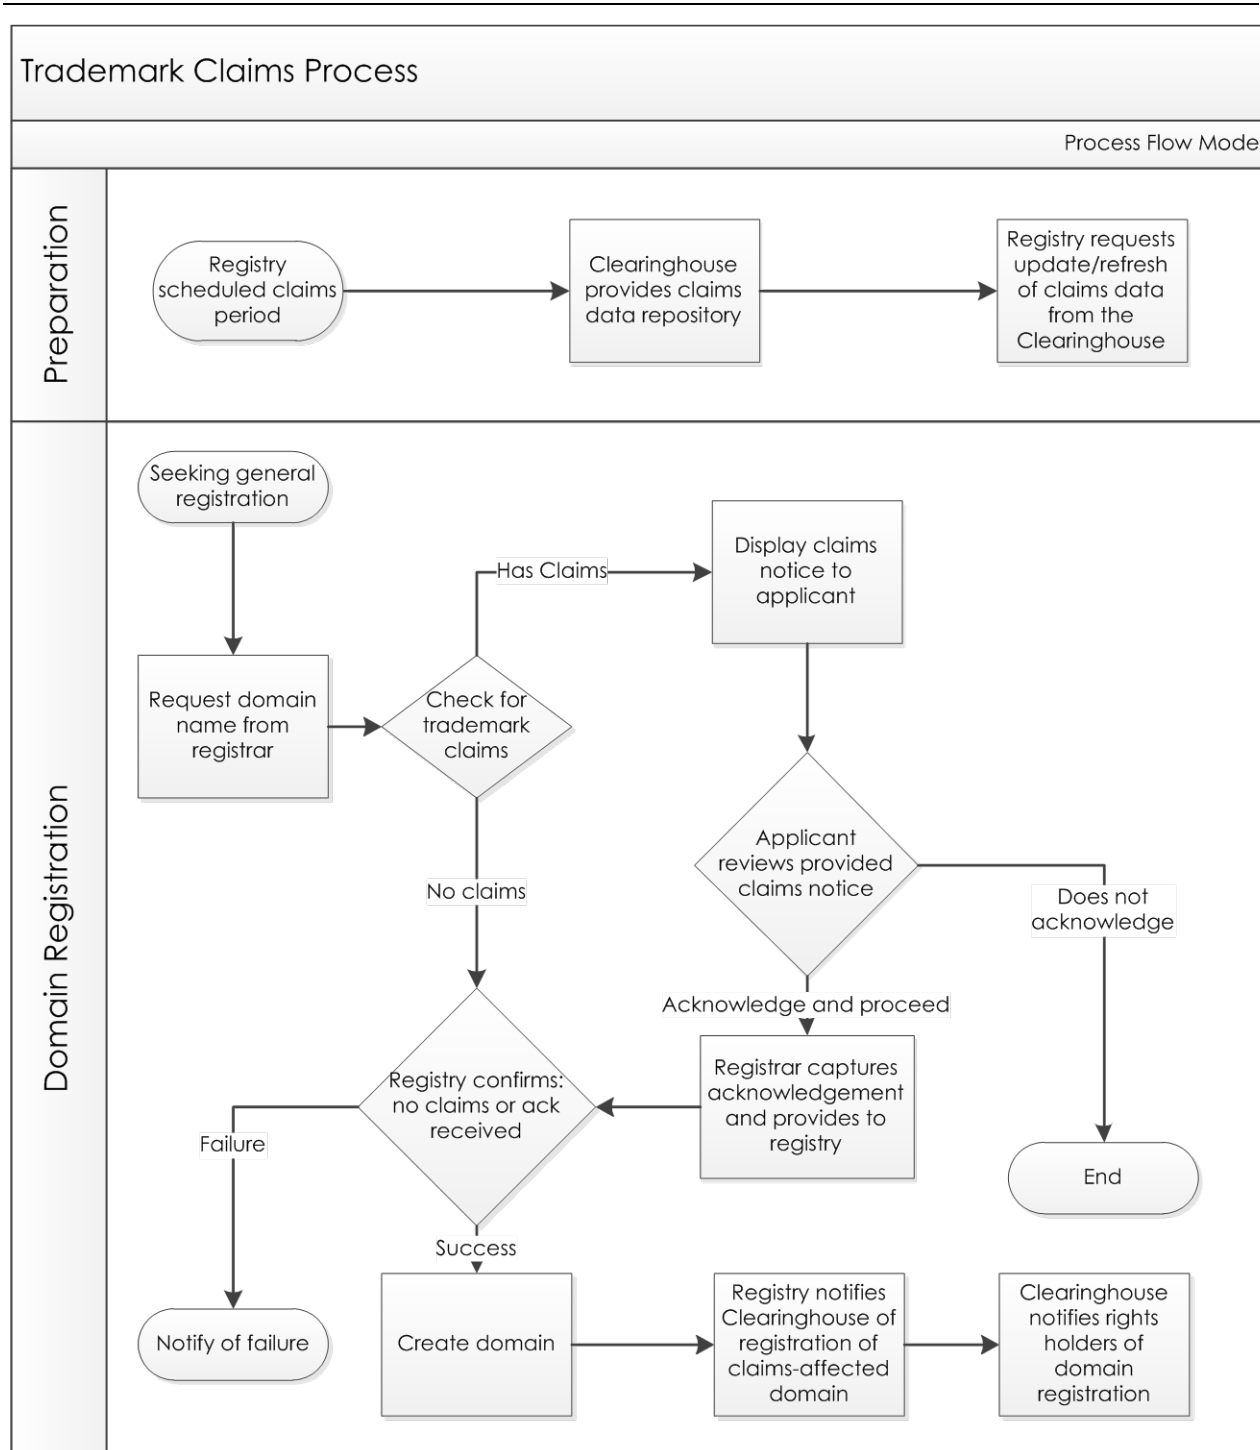 Trademark Claims Process
Process Flow Mode
Preparation
Registry
scheduled claims
period
Clearinghouse
provides claims
data repository
Registry requests
update/refresh
of claims data
from the
Clearinghouse
Domain Registration
Seeking general
registration
Request domain
name from
registrar
Check for
trademark
claims
Has Claims
Display claims
notice to
applicant
No claims
Applicant
reviews provided
claims notice
Does not
acknowledge
Acknowledge and proceed
Registrar captures
acknowledgement
and provides to
registry
Registry confirms:
no claims or ack
received
Failure
Success
End
Notify of failure
Create domain
Registry notifies
Clearinghouse of
registration of
claims-affected
domain
Clearinghouse
notifies rights
holders of
domain
registration